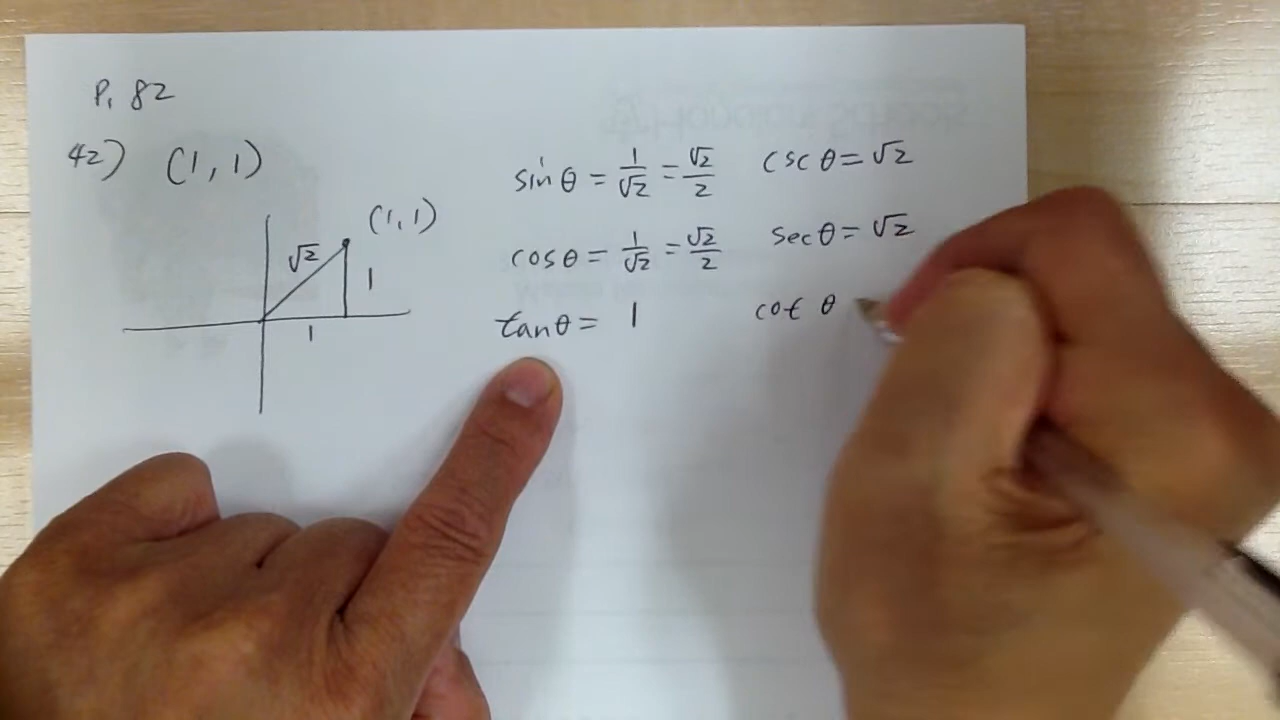 P. 82
42) (1, 1)
(1, 1)
√2
1
1
sin θ = 1/√2 = √2/2
csc θ = √2
cos θ = 1/√2 = √2/2
sec θ = √2
tan θ = 1
cot θ